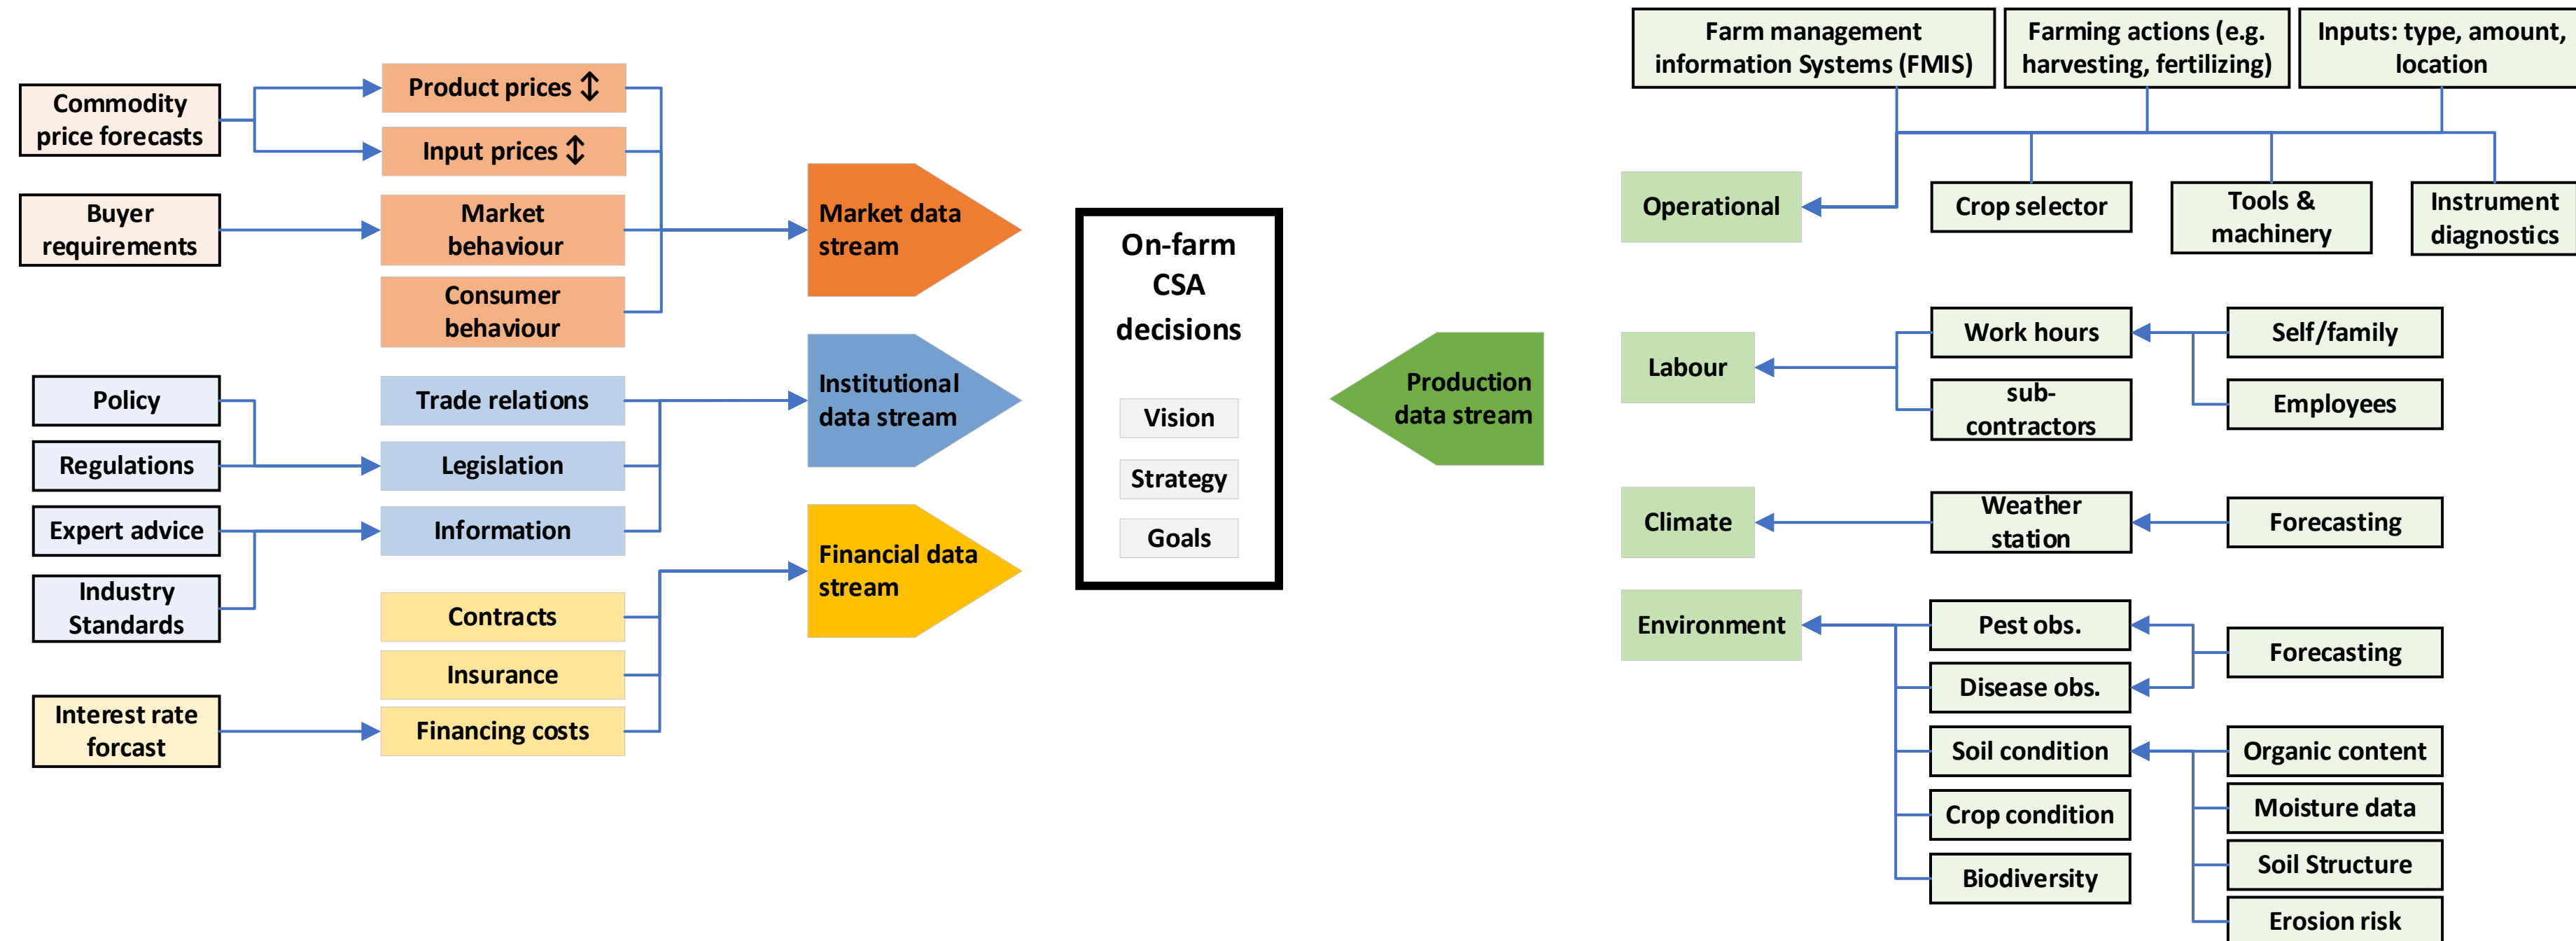 Commodity
price forecasts
Buyer
requirements
Policy
Regulations
Expert advice
Industry
Standards
Interest rate
forcast
Product prices ↕
Input prices ↕
Market
behaviour
Consumer
behaviour
Trade relations
Legislation
Information
Contracts
Insurance
Financing costs
Market data
stream
Institutional
data stream
Financial data
stream
On-farm
CSA
decisions
Vision
Strategy
Goals
Production
data stream
Farm management
information Systems (FMIS)
Farming actions (e.g.
harvesting, fertilizing)
Inputs: type, amount,
location
Operational
Crop selector
Tools &
machinery
Instrument
diagnostics
Labour
Work hours
sub-
contractors
Self/family
Employees
Climate
Weather
station
Forecasting
Environment
Pest obs.
Disease obs.
Soil condition
Crop condition
Biodiversity
Forecasting
Organic content
Moisture data
Soil Structure
Erosion risk